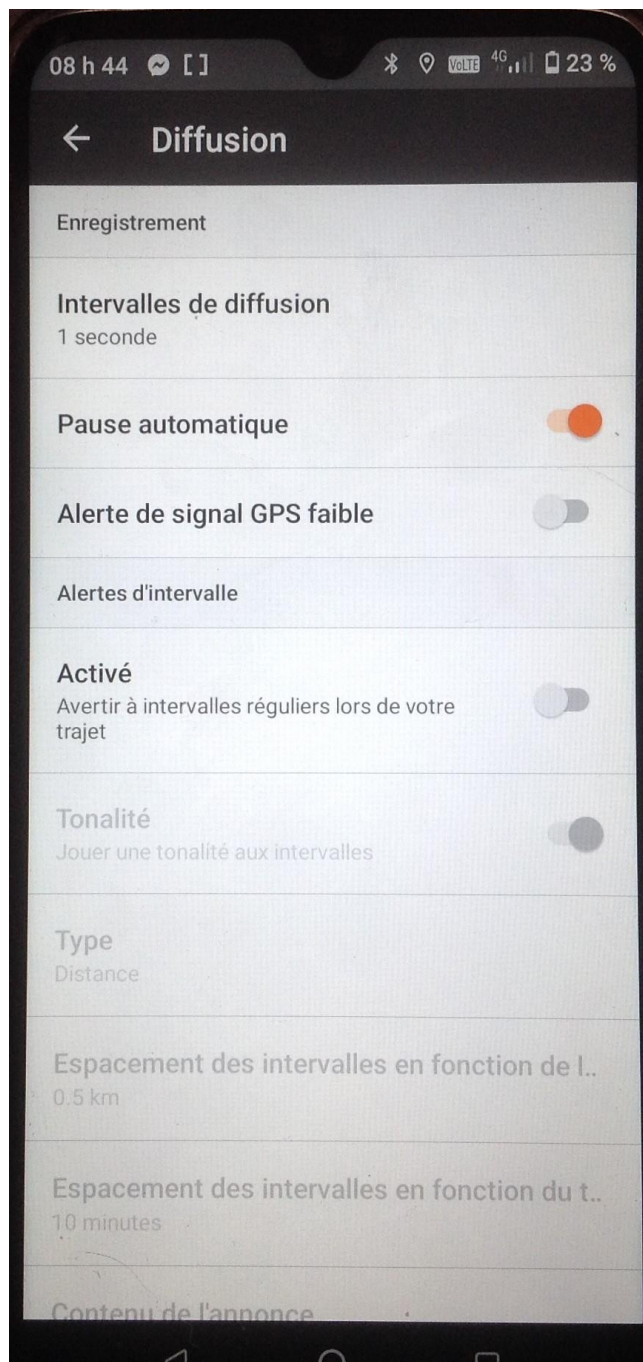 08 h 44
VoLTE 4G 23 %
Diffusion
Enregistrement
Intervalles de diffusion
1 seconde
Pause automatique
Alerte de signal GPS faible
Alertes d'intervalle
Activé
Avertir à intervalles réguliers lors de votre
trajet
Tonalité
Jouer une tonalité aux intervalles
Type
Distance
Espacement des intervalles en fonction de l..
0.5 km
Espacement des intervalles en fonction du t..
10 minutes
Contenu de l'annonce